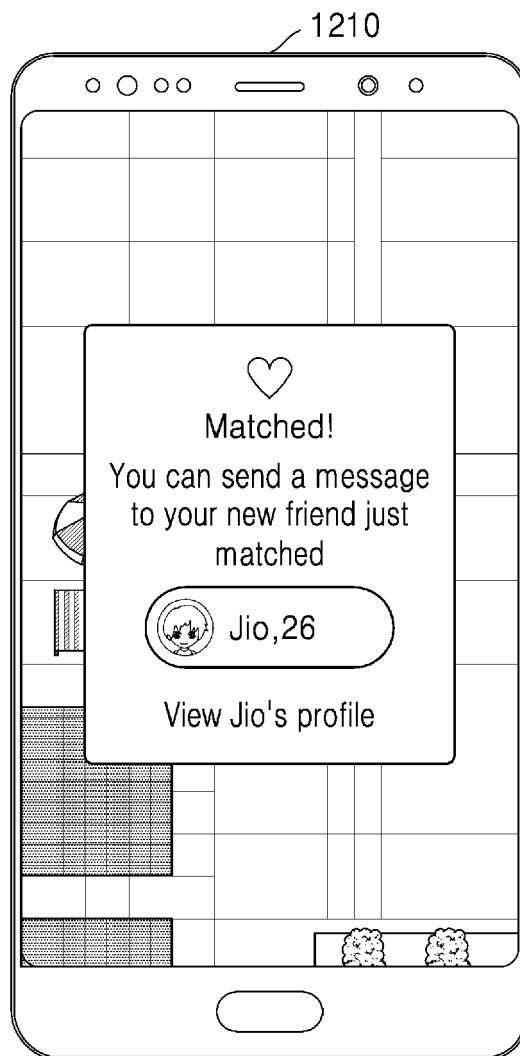 1210
Matched!
You can send a message
to your new friend just
matched
Jio,26
View Jio's profile